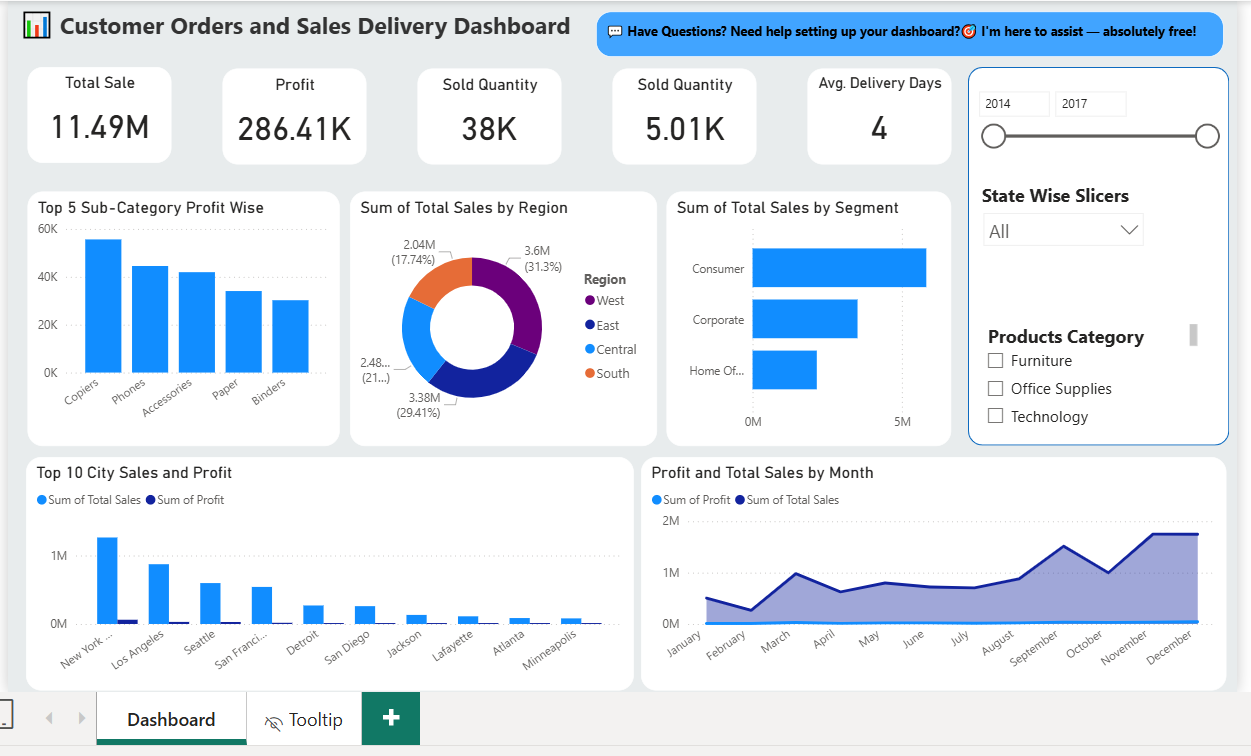 Customer Orders and Sales Delivery Dashboard
💬 Have Questions? Need help setting up your dashboard?🎯 I'm here to assist — absolutely free!
Total Sale
11.49M
Profit
286.41K
Sold Quantity
38K
Sold Quantity
5.01K
Avg. Delivery Days
4
2014
2017
State Wise Slicers
All
Products Category
Furniture
Office Supplies
Technology
Top 5 Sub-Category Profit Wise
60K
40K
20K
0K
Copiers
Phones
Accessories
Paper
Binders
Sum of Total Sales by Region
2.04M
(17.74%)
3.6M
(31.3%)
2.48...
(21...)
3.38M
(29.41%)
Region
West
East
Central
South
Sum of Total Sales by Segment
Consumer
Corporate
Home Of...
0M
5M
Top 10 City Sales and Profit
Sum of Total Sales
Sum of Profit
1M
0M
New York ...
Los Angeles
Seattle
San Franci...
Detroit
San Diego
Jackson
Lafayette
Atlanta
Minneapolis
Profit and Total Sales by Month
Sum of Profit
Sum of Total Sales
2M
1M
0M
January
February
March
April
May
June
July
August
September
October
November
December
Dashboard
Tooltip
+